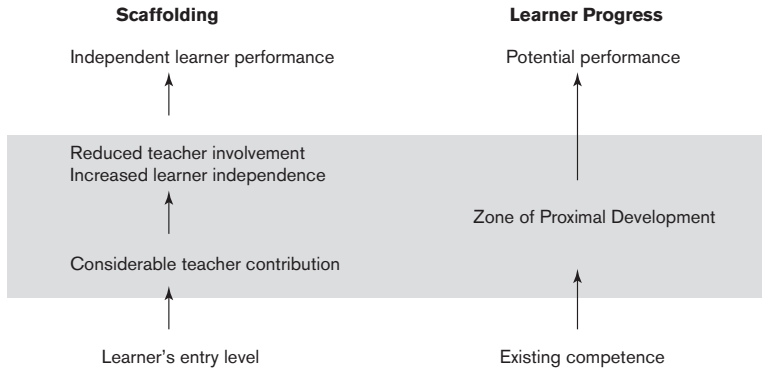 Scaffolding
Learner Progress
Independent learner performance
Potential performance
Reduced teacher involvement
Increased learner independence
Zone of Proximal Development
Considerable teacher contribution
Learner's entry level
Existing competence